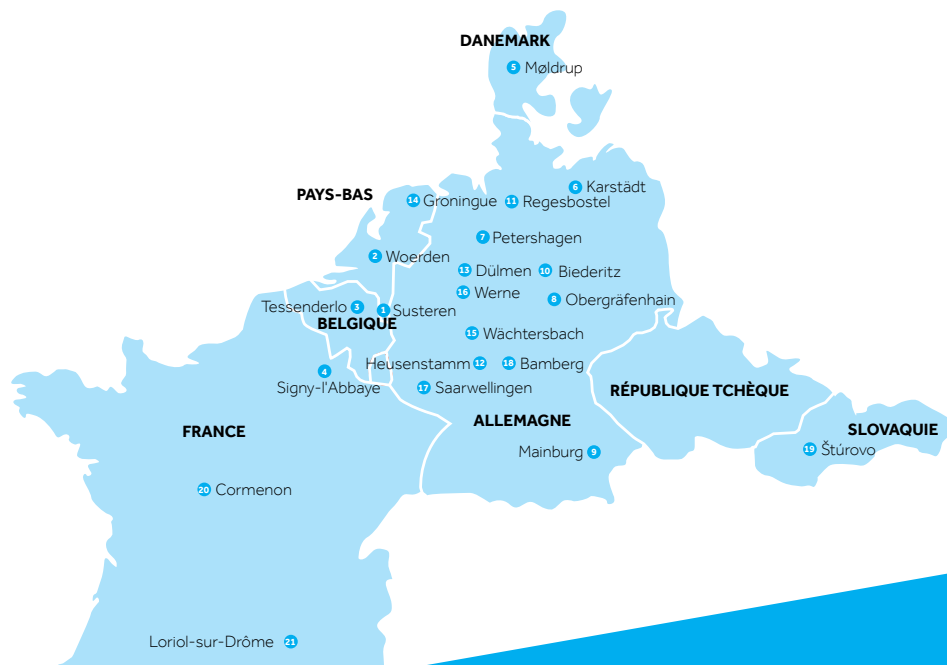 DANEMARK
5 Møldrup
6 Karstädt
PAYS-BAS
14 Groningue
11 Regesbostel
7 Petershagen
2 Woerden
13 Dülmen
10 Biederitz
16 Werne
8 Obergräfenhain
Tessenderlo 3
1 Susteren
BELGIQUE
15 Wächtersbach
Heusenstamm 12
18 Bamberg
4
Signy-l'Abbaye
17 Saarwellingen
RÉPUBLIQUE TCHÈQUE
ALLEMAGNE
FRANCE
SLOVAQUIE
19 Štúrovo
Mainburg 9
20 Cormenon
Loriol-sur-Drôme 21